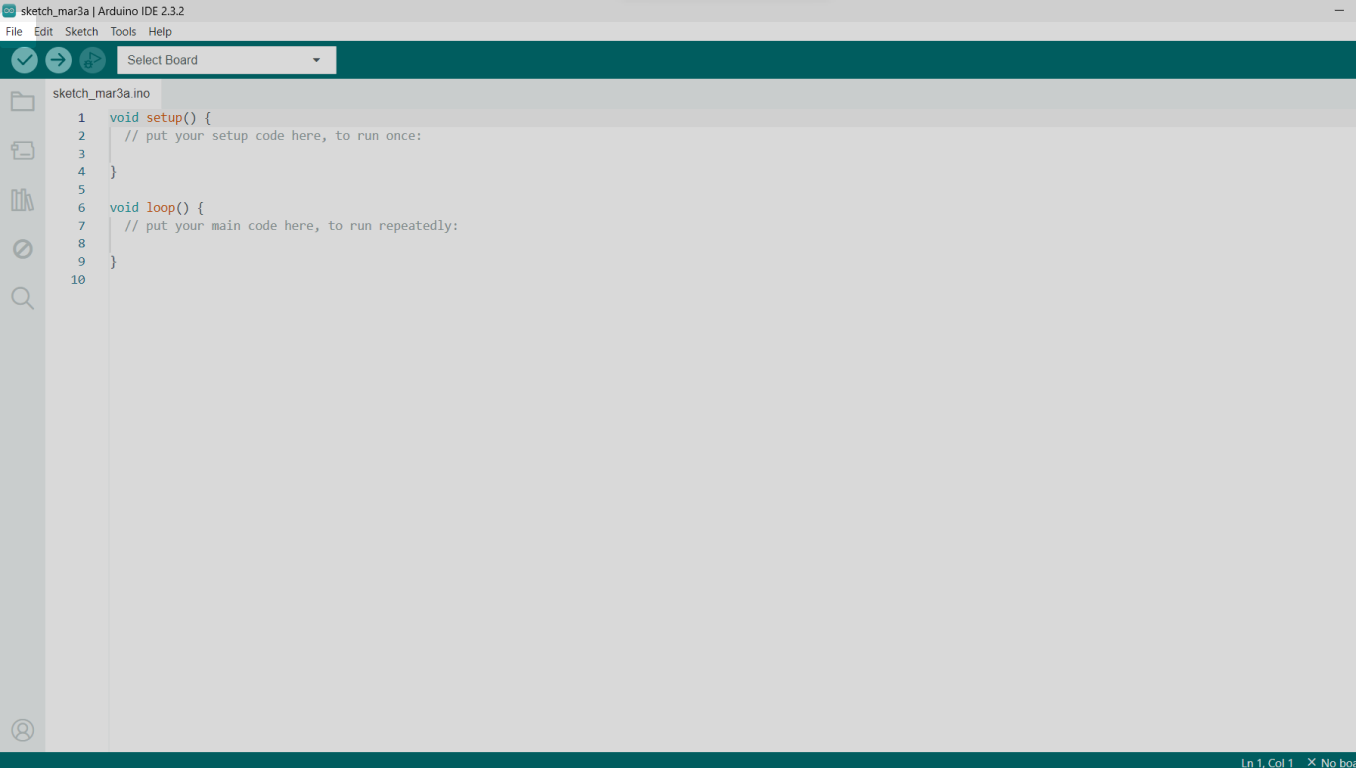 sketch_mar3a | Arduino IDE 2.3.2
File Edit Sketch Tools Help
Select Board
sketch_mar3a.ino
1 void setup() {
2 // put your setup code here, to run once:
3
4 }
5
6 void loop() {
7 // put your main code here, to run repeatedly:
8
9 }
10
Ln 1, Col 1 No boa